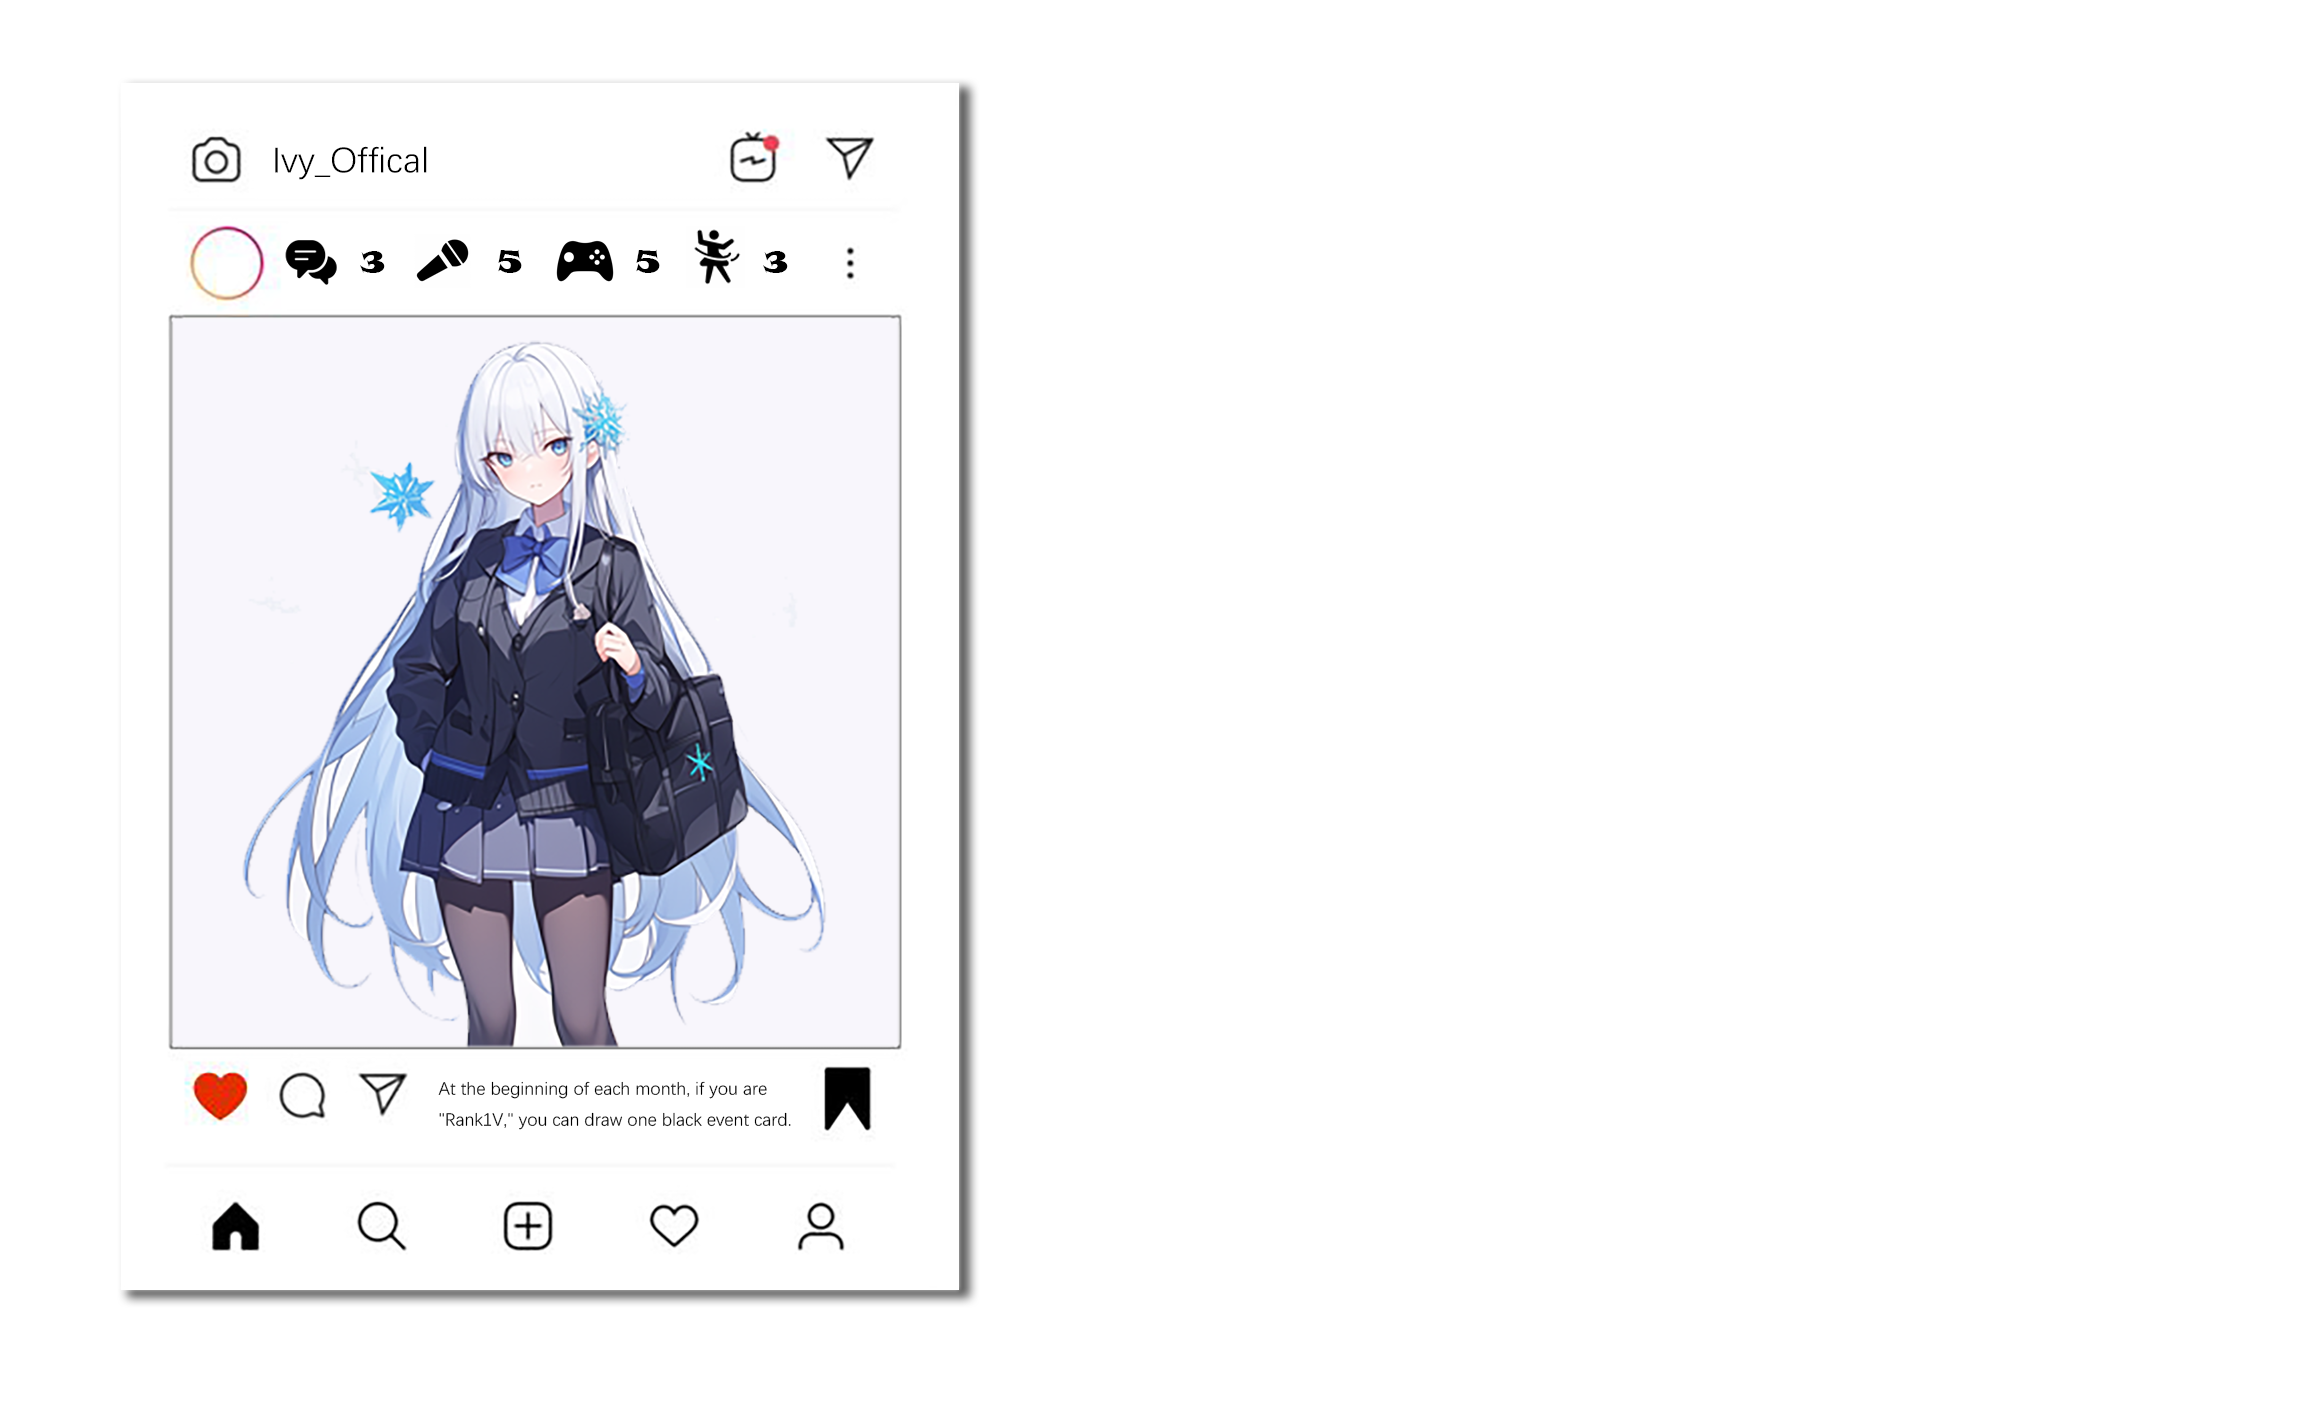 Ivy_Offical
3 5 5 3
At the beginning of each month, if you are
"Rank1V," you can draw one black event card.